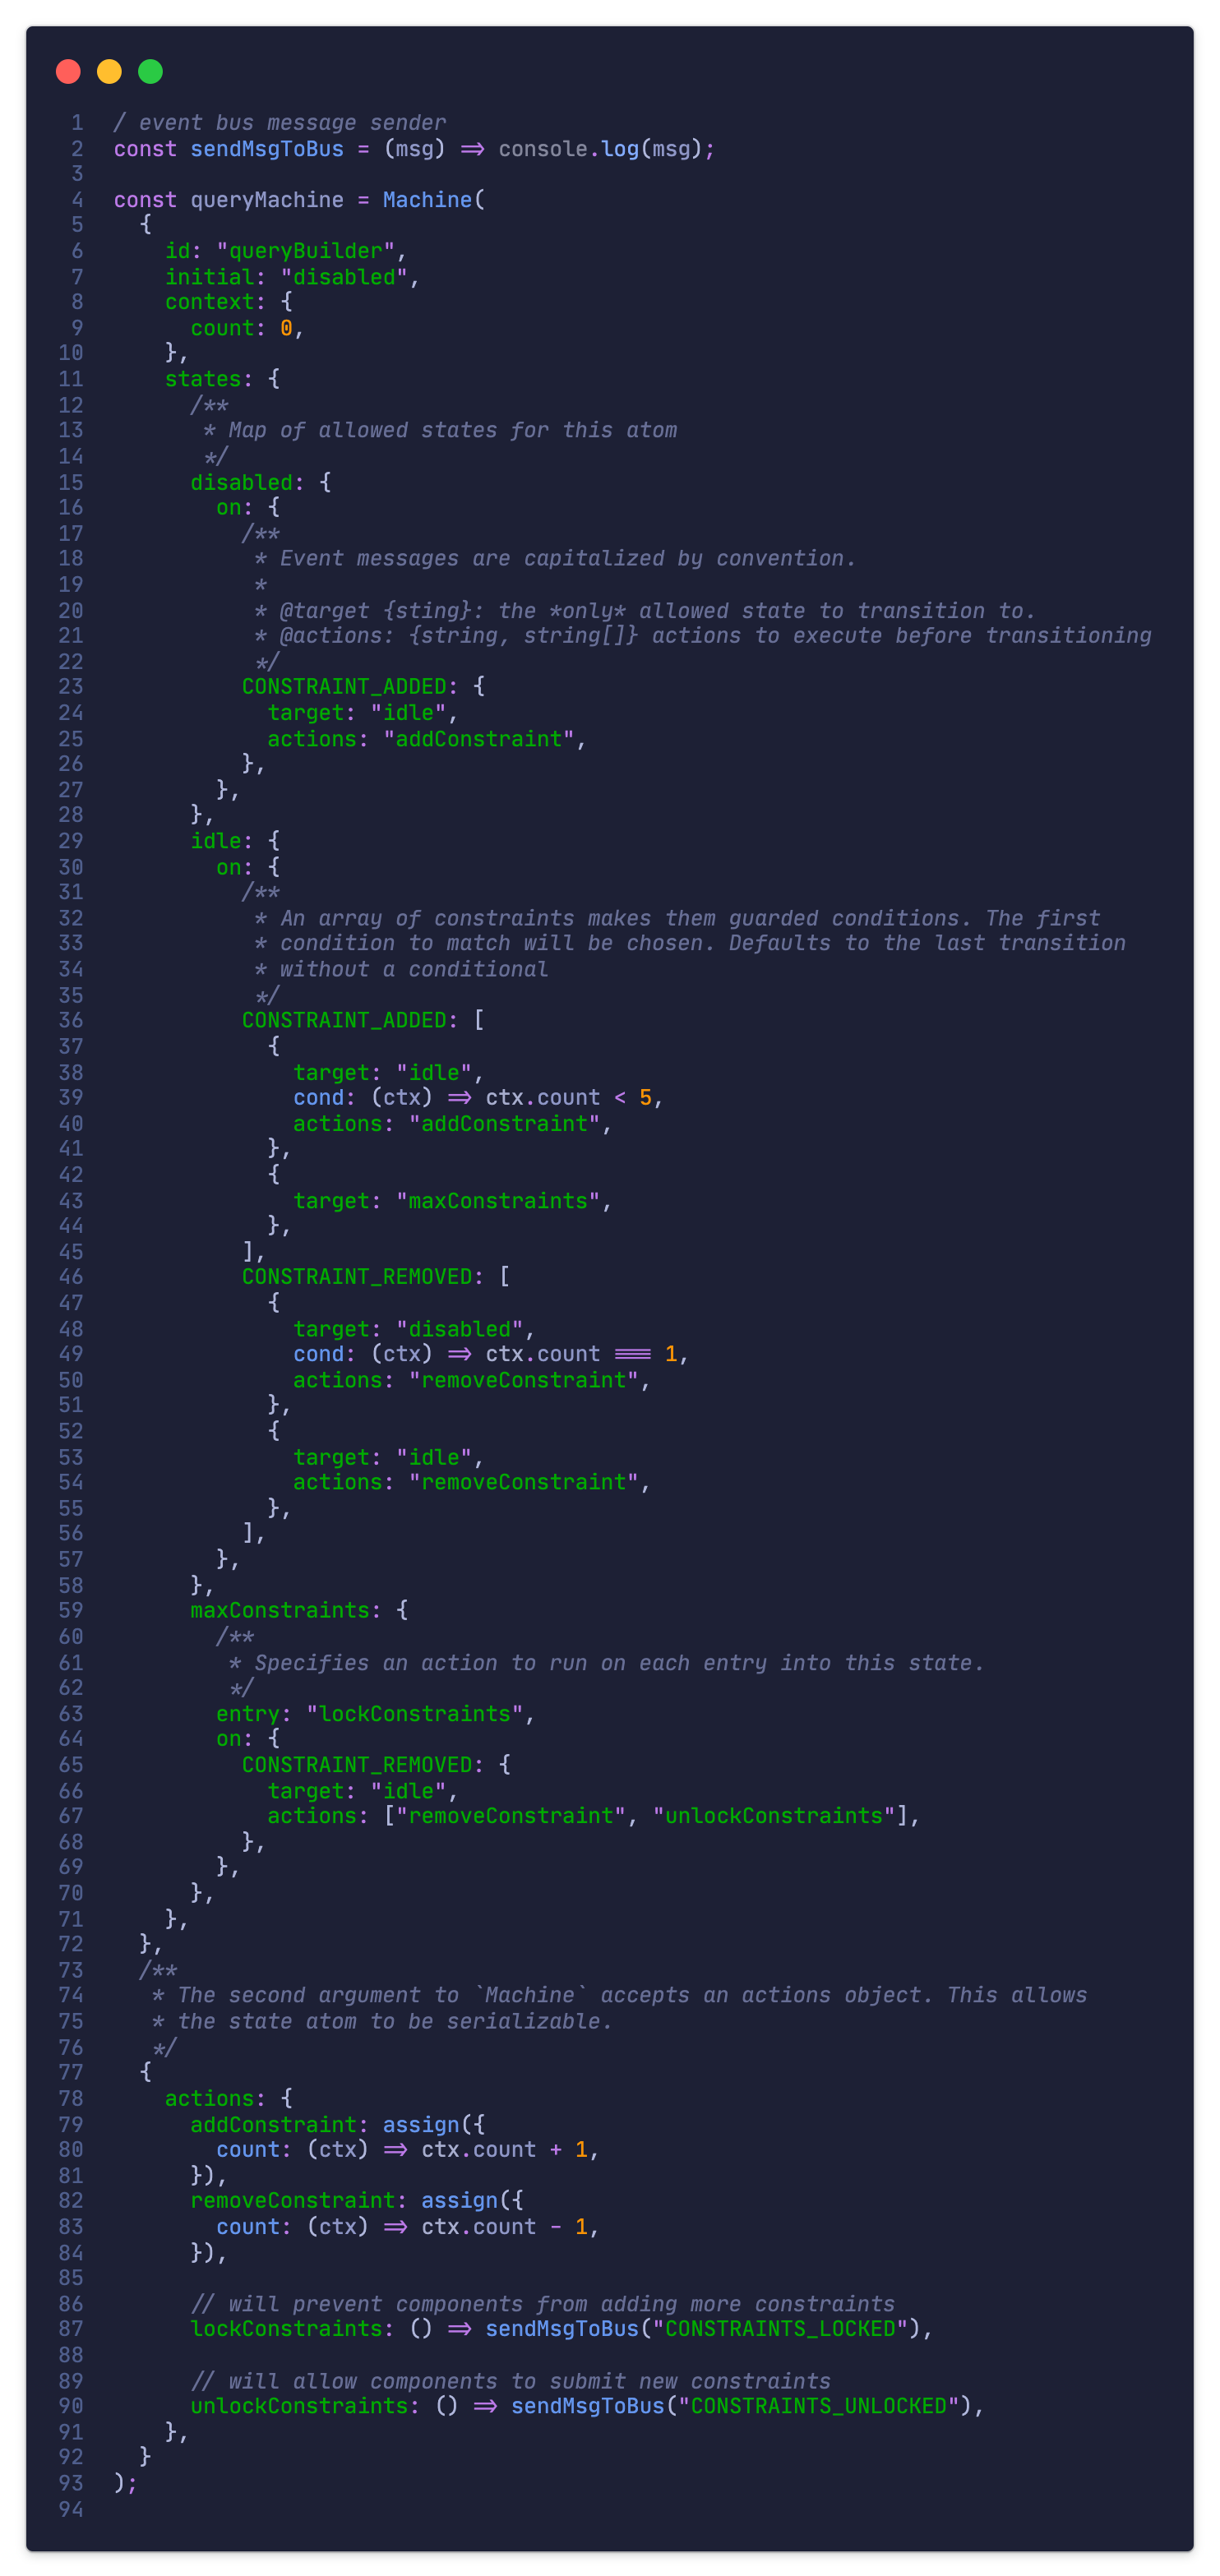 1 / event bus message sender
2 const sendMsgToBus = (msg) => console.log(msg);
3
4 const queryMachine = Machine(
5   {
6     id: "queryBuilder",
7     initial: "disabled",
8     context: {
9       count: 0,
10     },
11     states: {
12       /**
13        * Map of allowed states for this atom
14        */
15       disabled: {
16         on: {
17           /**
18            * Event messages are capitalized by convention.
19            *
20            * @target {sting}: the *only* allowed state to transition to.
21            * @actions: {string, string[]} actions to execute before transitioning
22            */
23           CONSTRAINT_ADDED: {
24             target: "idle",
25             actions: "addConstraint",
26           },
27         },
28       },
29       idle: {
30         on: {
31           /**
32            * An array of constraints makes them guarded conditions. The first
33            * condition to match will be chosen. Defaults to the last transition
34            * without a conditional
35            */
36           CONSTRAINT_ADDED: [
37             {
38               target: "idle",
39               cond: (ctx) => ctx.count < 5,
40               actions: "addConstraint",
41             },
42             {
43               target: "maxConstraints",
44             },
45           ],
46           CONSTRAINT_REMOVED: [
47             {
48               target: "disabled",
49               cond: (ctx) => ctx.count === 1,
50               actions: "removeConstraint",
51             },
52             {
53               target: "idle",
54               actions: "removeConstraint",
55             },
56           ],
57         },
58       },
59       maxConstraints: {
60         /**
61          * Specifies an action to run on each entry into this state.
62          */
63         entry: "lockConstraints",
64         on: {
65           CONSTRAINT_REMOVED: {
66             target: "idle",
67             actions: ["removeConstraint", "unlockConstraints"],
68           },
69         },
70       },
71     },
72   },
73   /**
74    * The second argument to `Machine` accepts an actions object. This allows
75    * the state atom to be serializable.
76    */
77   {
78     actions: {
79       addConstraint: assign({
80         count: (ctx) => ctx.count + 1,
81       }),
82       removeConstraint: assign({
83         count: (ctx) => ctx.count - 1,
84       }),
85
86       // will prevent components from adding more constraints
87       lockConstraints: () => sendMsgToBus("CONSTRAINTS_LOCKED"),
88
89       // will allow components to submit new constraints
90       unlockConstraints: () => sendMsgToBus("CONSTRAINTS_UNLOCKED"),
91     },
92   }
93 );
94